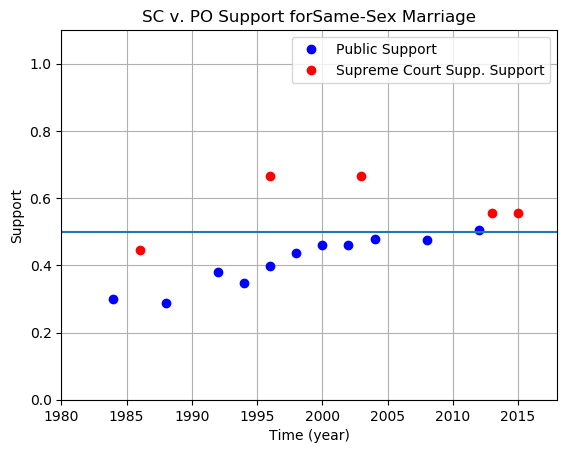 SC v. PO Support forSame-Sex Marriage
Public Support
Supreme Court Supp. Support
Support
1.0
0.8
0.6
0.4
0.2
0.0
1980 1985 1990 1995 2000 2005 2010 2015
Time (year)